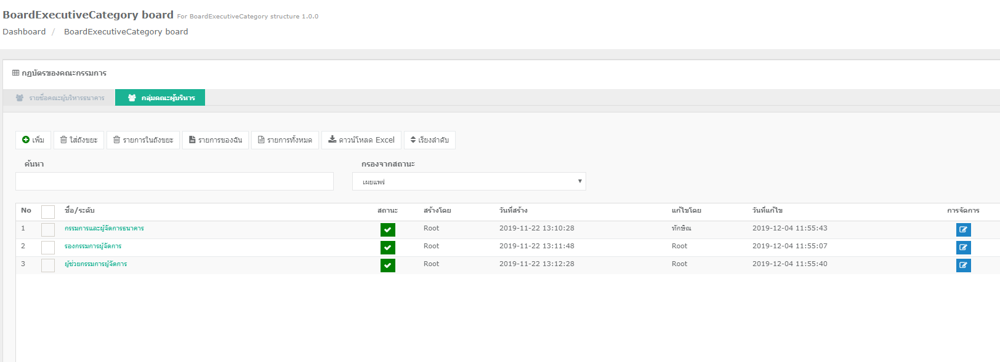 BoardExecutiveCategory board For BoardExecutiveCategory structure 1.0.0
Dashboard / BoardExecutiveCategory board
กฎบัตรของคณะกรรมการ
รายชื่อคณะผู้บริหารธนาคาร กลุ่มคณะผู้บริหาร
เพิ่ม ใส่ถังขยะ รายการในถังขยะ รายการของฉัน รายการทั้งหมด ดาวน์โหลด Excel เรียงลำดับ
ค้นหา กรองจากสถานะ
เผยแพร่
No ชื่อ/ระดับ สถานะ สร้างโดย วันที่สร้าง แก้ไขโดย วันที่แก้ไข การจัดการ
1 กรรมการและผู้จัดการธนาคาร Root 2019-11-22 13:10:28 ทักษิณ 2019-12-04 11:55:43
2 รองกรรมการผู้จัดการ Root 2019-11-22 13:11:48 Root 2019-12-04 11:55:07
3 ผู้ช่วยกรรมการผู้จัดการ Root 2019-11-22 13:12:28 Root 2019-12-04 11:55:40